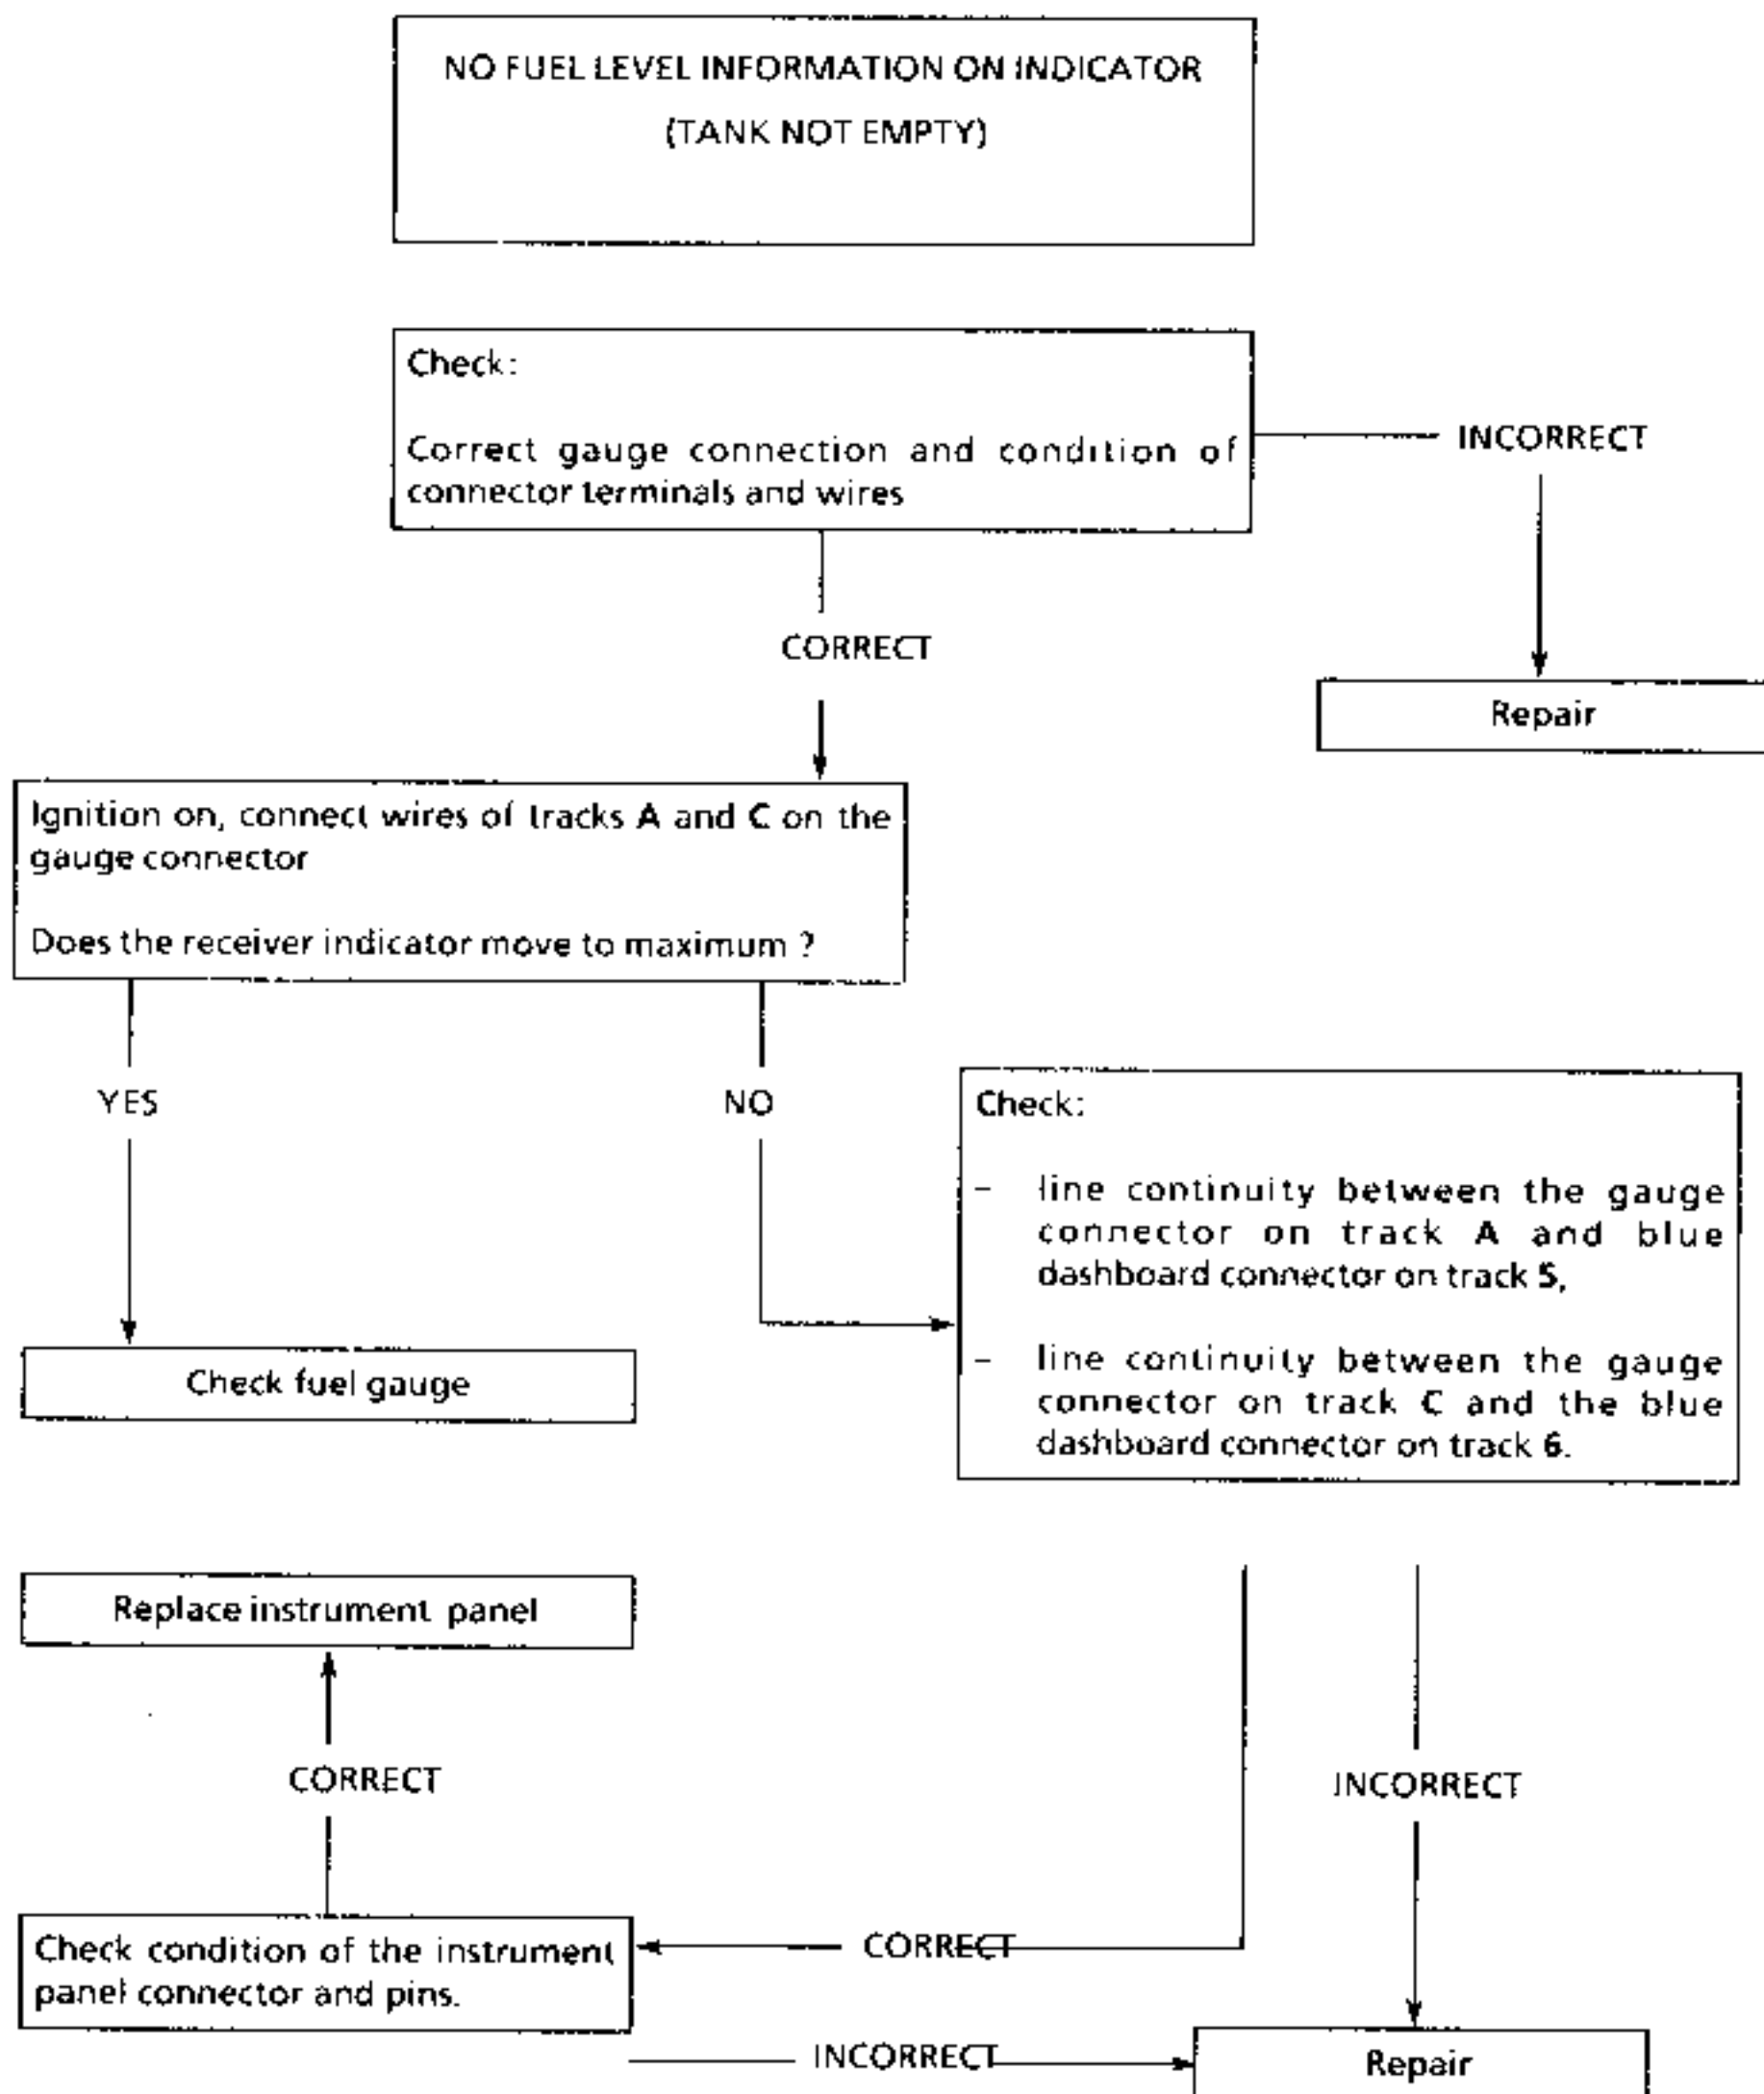 NO FUEL LEVEL INFORMATION ON INDICATOR
(TANK NOT EMPTY)
Check:
Correct gauge connection and condition of
connector terminals and wires
INCORRECT
CORRECT
Repair
Ignition on, connect wires of tracks A and C on the
gauge connector
Does the receiver indicator move to maximum ?
YES
NO
Check:
- line continuity between the gauge
connector on track A and blue
dashboard connector on track 5,
- line continuity between the gauge
connector on track C and the blue
dashboard connector on track 6.
Check fuel gauge
Replace instrument panel
CORRECT
INCORRECT
Check condition of the instrument
panel connector and pins.
CORRECT
INCORRECT
Repair